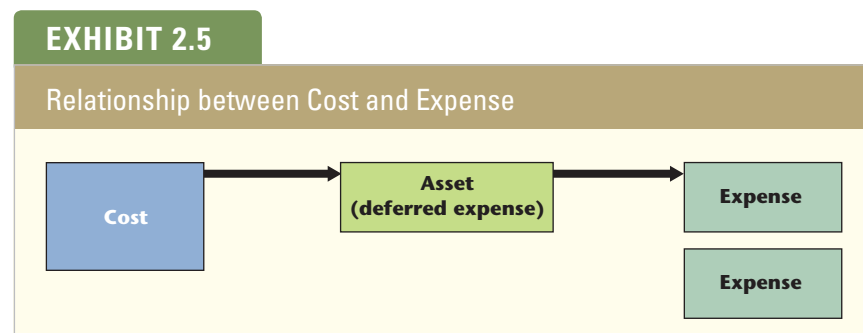 EXHIBIT 2.5
Relationship between Cost and Expense
Cost
Asset
(deferred expense)
Expense
Expense